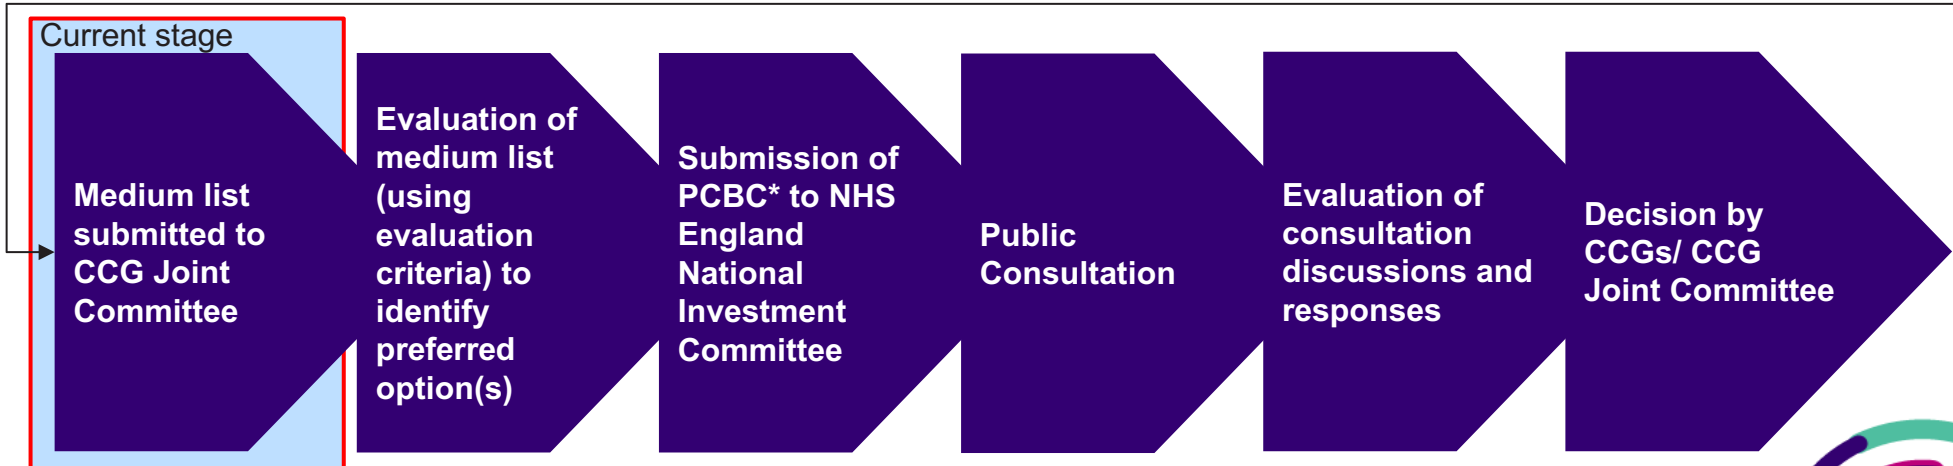 Current stage
Medium list
submitted to
CCG Joint
Committee
Evaluation of
medium list
(using
evaluation
criteria) to
identify
preferred
option(s)
Submission of
PCBC* to NHS
England
National
Investment
Committee
Public
Consultation
Evaluation of
consultation
discussions and
responses
Decision by
CCGs/ CCG
Joint Committee